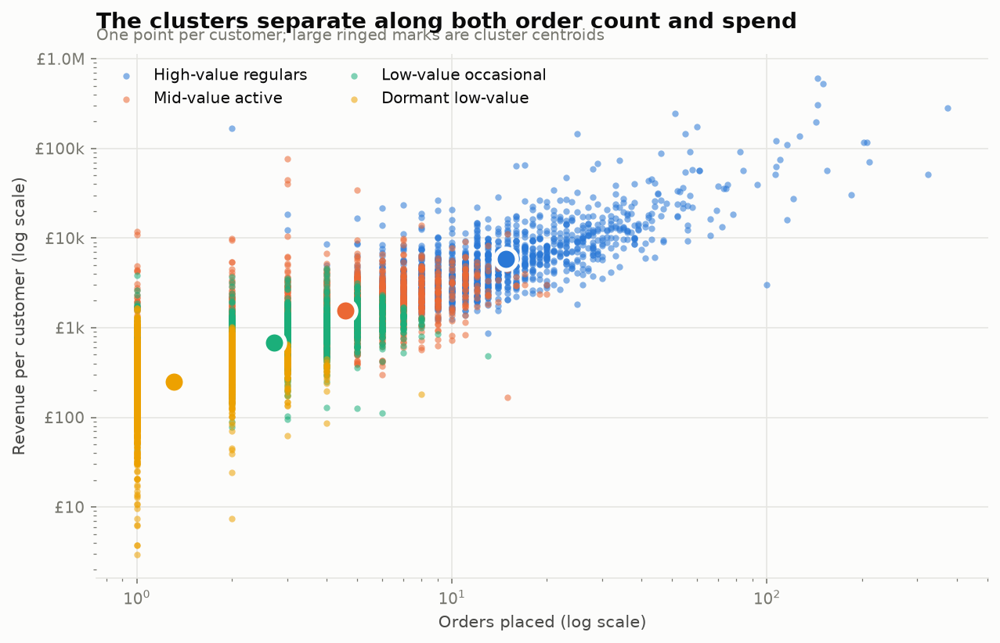 The clusters separate along both order count and spend
One point per customer; large ringed marks are cluster centroids
High-value regulars
Mid-value active
Low-value occasional
Dormant low-value
Revenue per customer (log scale)
£1.0M
£100k
£10k
£1k
£100
£10
10⁰
10¹
10²
Orders placed (log scale)